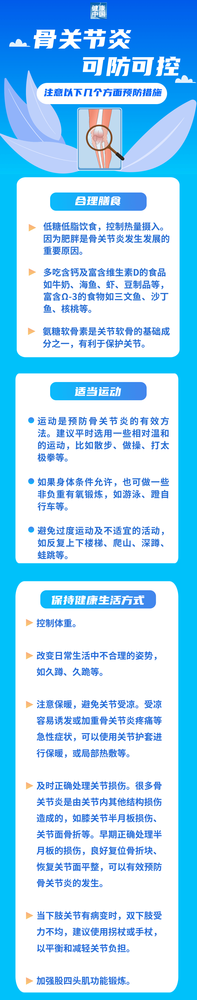 健康
中国
骨关节炎
可防可控
注意以下几个方面预防措施
合理膳食
低糖低脂饮食，控制热量摄入。
因为肥胖是骨关节炎发生发展的
重要原因。
多吃含钙及富含维生素D的食品
如牛奶、海鱼、虾、豆制品等，
富含Ω-3的食物如三文鱼、沙丁
鱼、核桃等。
氨糖软骨素是关节软骨的基础成
分之一，有利于保护关节。
适当运动
运动是预防骨关节炎的有效方
法。建议平时选用一些相对温和
的运动，比如散步、做操、打太
极拳等。
如果身体条件允许，也可做一些
非负重有氧锻炼，如游泳、蹬自
行车等。
避免过度运动及不适宜的活动，
如反复上下楼梯、爬山、深蹲、
蛙跳等。
保持健康生活方式
控制体重。
改变日常生活中不合理的姿势，
如久蹲、久跪等。
注意保暖，避免关节受凉。受凉
容易诱发或加重骨关节炎疼痛等
急性症状，可以使用关节护套进
行保暖，或局部热敷等。
及时正确处理关节损伤。很多骨
关节炎是由关节内其他结构损伤
造成的，如膝关节半月板损伤、
关节面骨折等。早期正确处理半
月板的损伤，良好复位骨折块、
恢复关节面平整，可以有效预防
骨关节炎的发生。
当下肢关节有病变时，双下肢受
力不均，建议使用拐杖或手杖，
以平衡和减轻关节负担。
加强股四头肌功能锻炼。